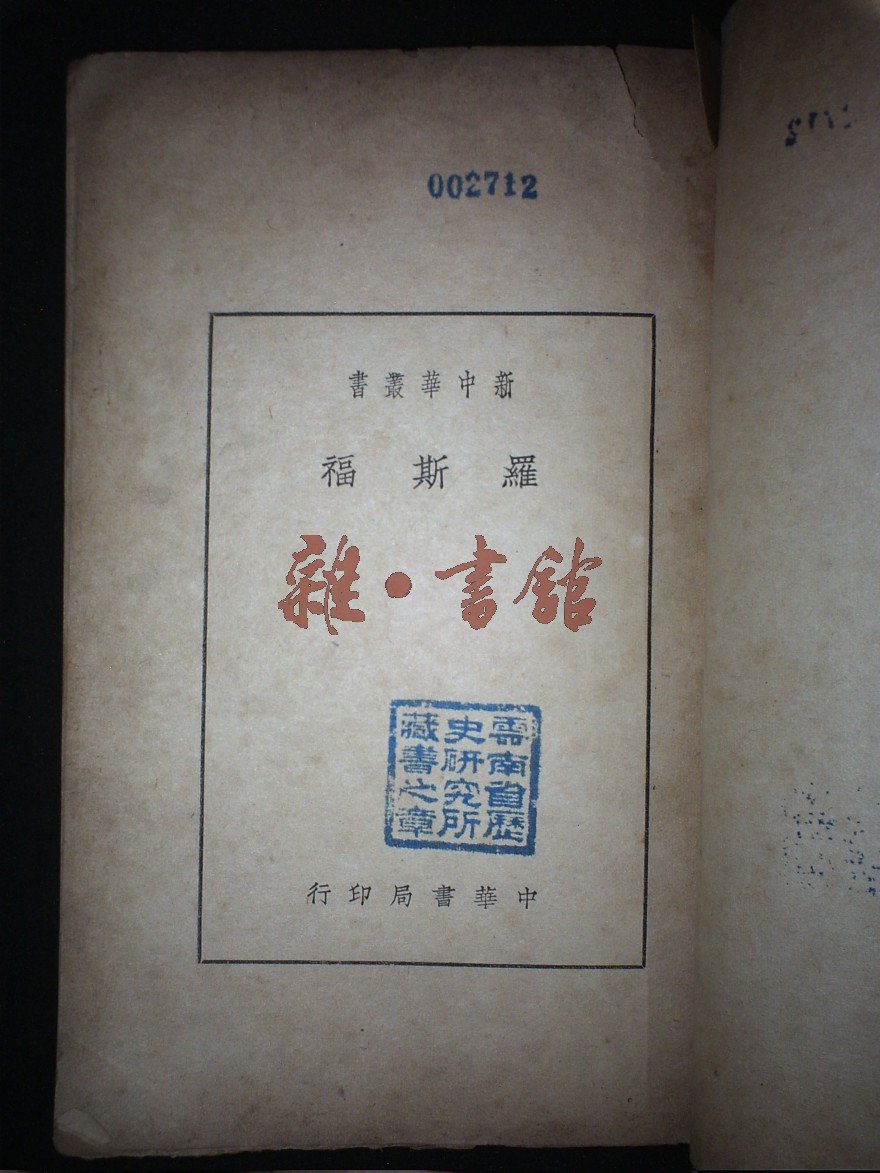 002712
新中華叢書
羅斯福
雜•書館
雲南省歷
史研究所
藏書之章
中華書局印行